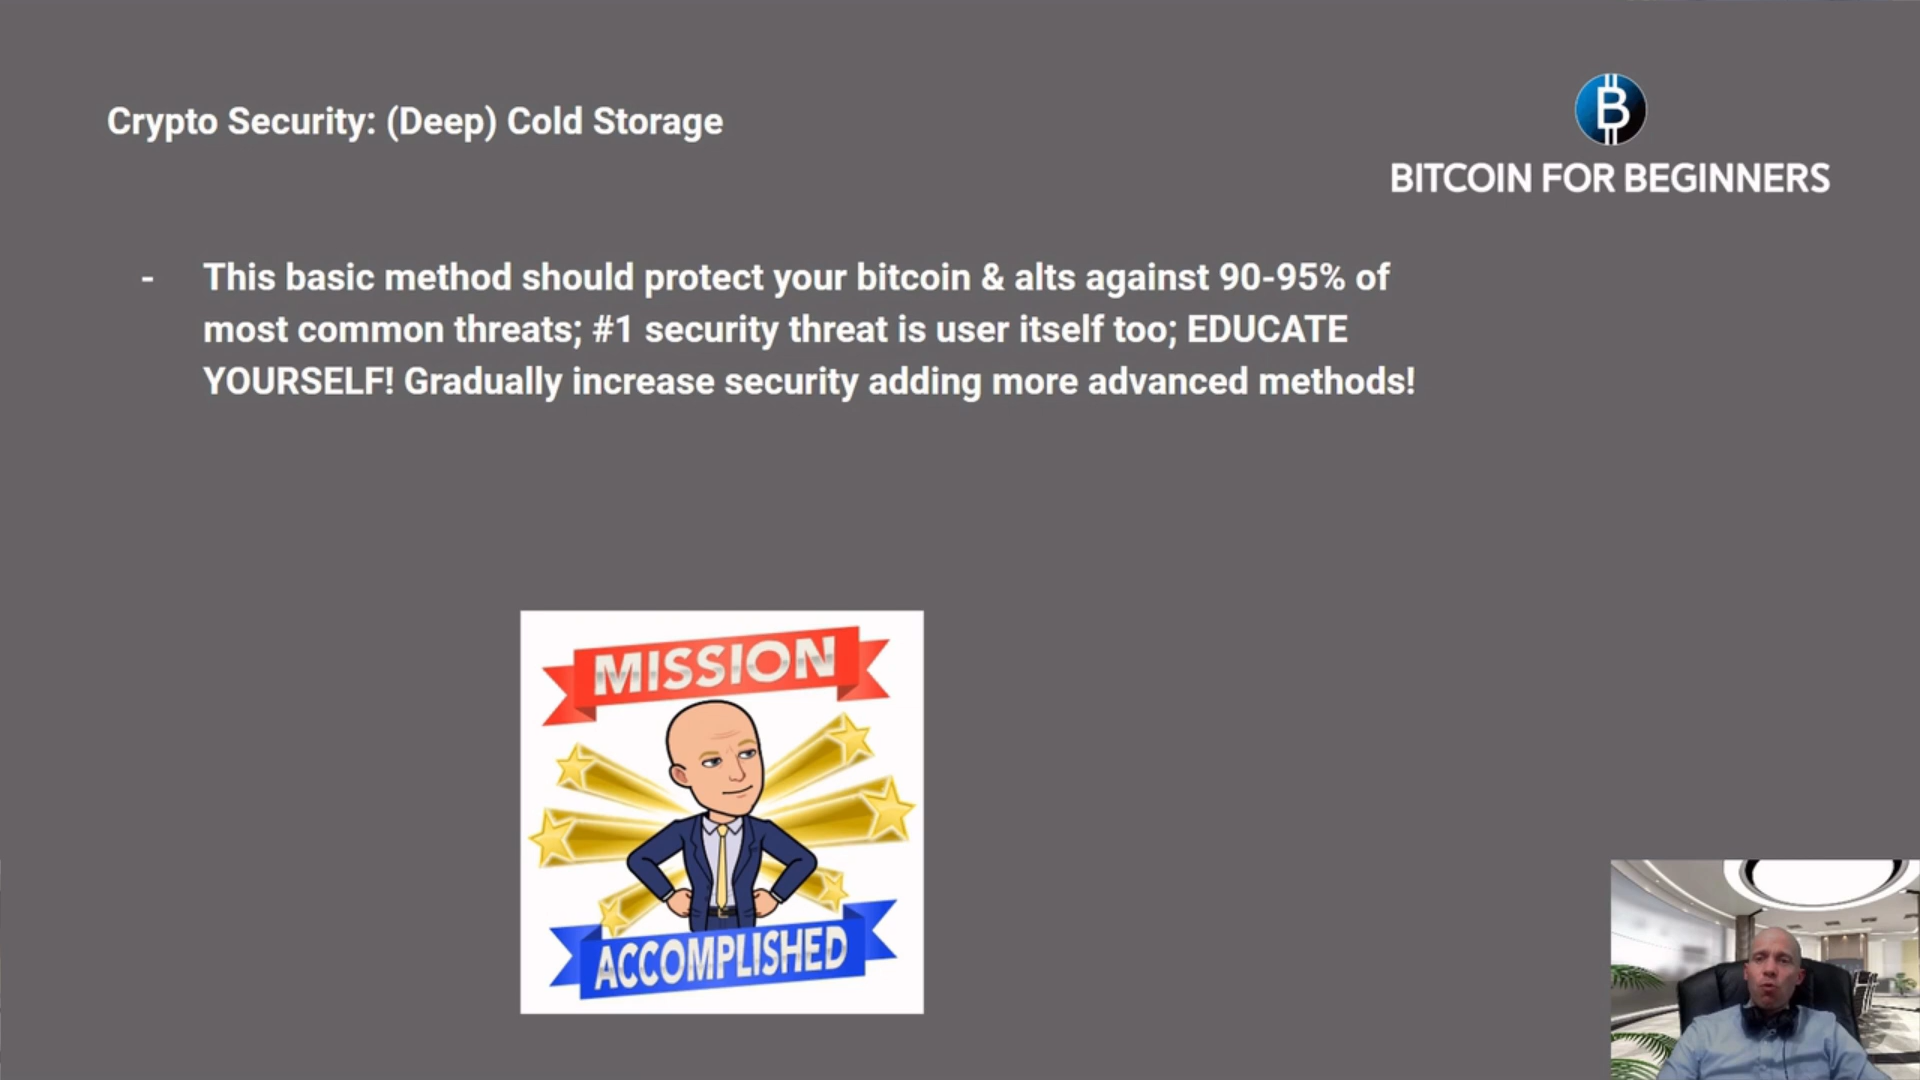 Crypto Security: (Deep) Cold Storage
B
BITCOIN FOR BEGINNERS
- This basic method should protect your bitcoin & alts against 90-95% of
most common threats; #1 security threat is user itself too; EDUCATE
YOURSELF! Gradually increase security adding more advanced methods!
MISSION
ACCOMPLISHED